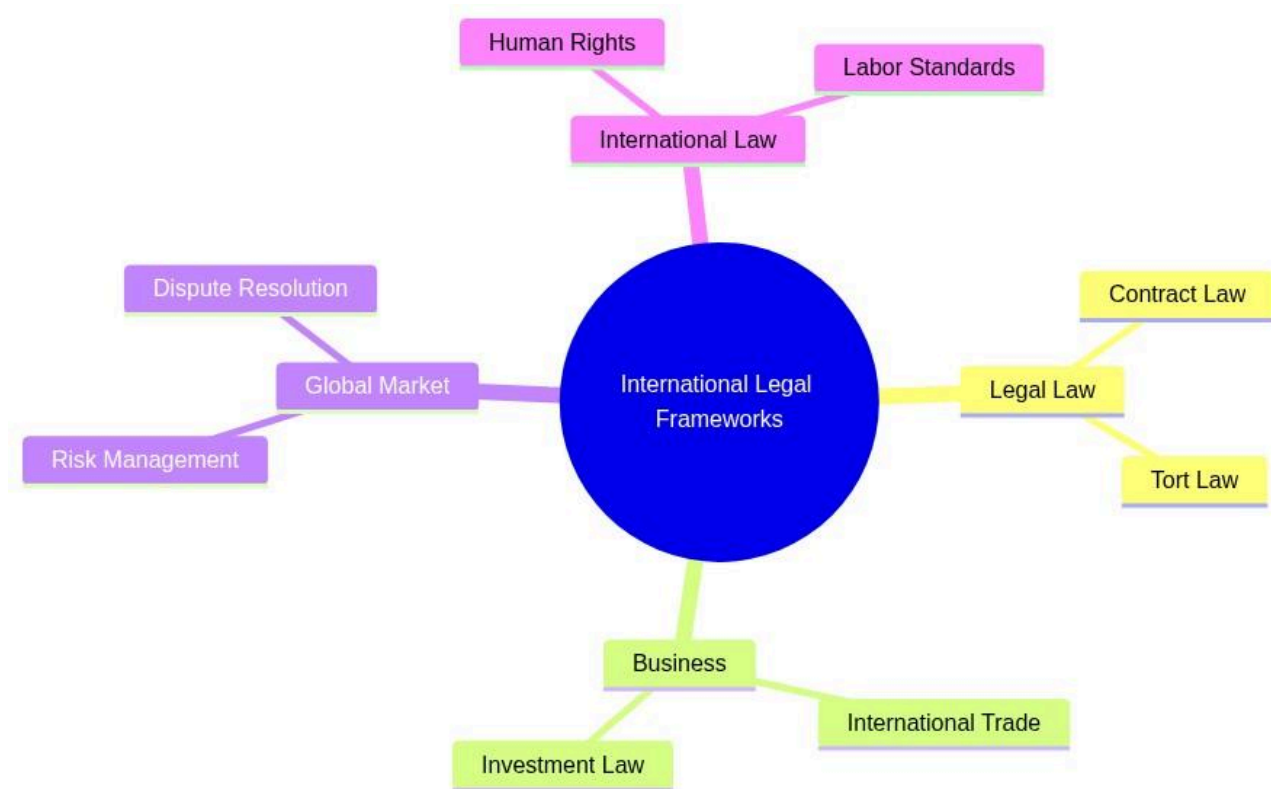 Human Rights
Labor Standards
International Law
Dispute Resolution
Contract Law
Global Market
International Legal
Frameworks
Legal Law
Risk Management
Tort Law
Business
International Trade
Investment Law